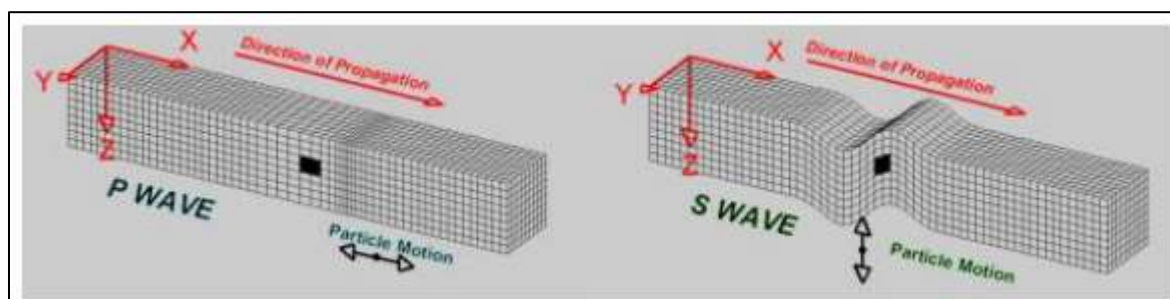 X
Direction of Propagation
Y
Z
P WAVE
Particle Motion
X
Direction of Propagation
Y
Z
S WAVE
Particle Motion